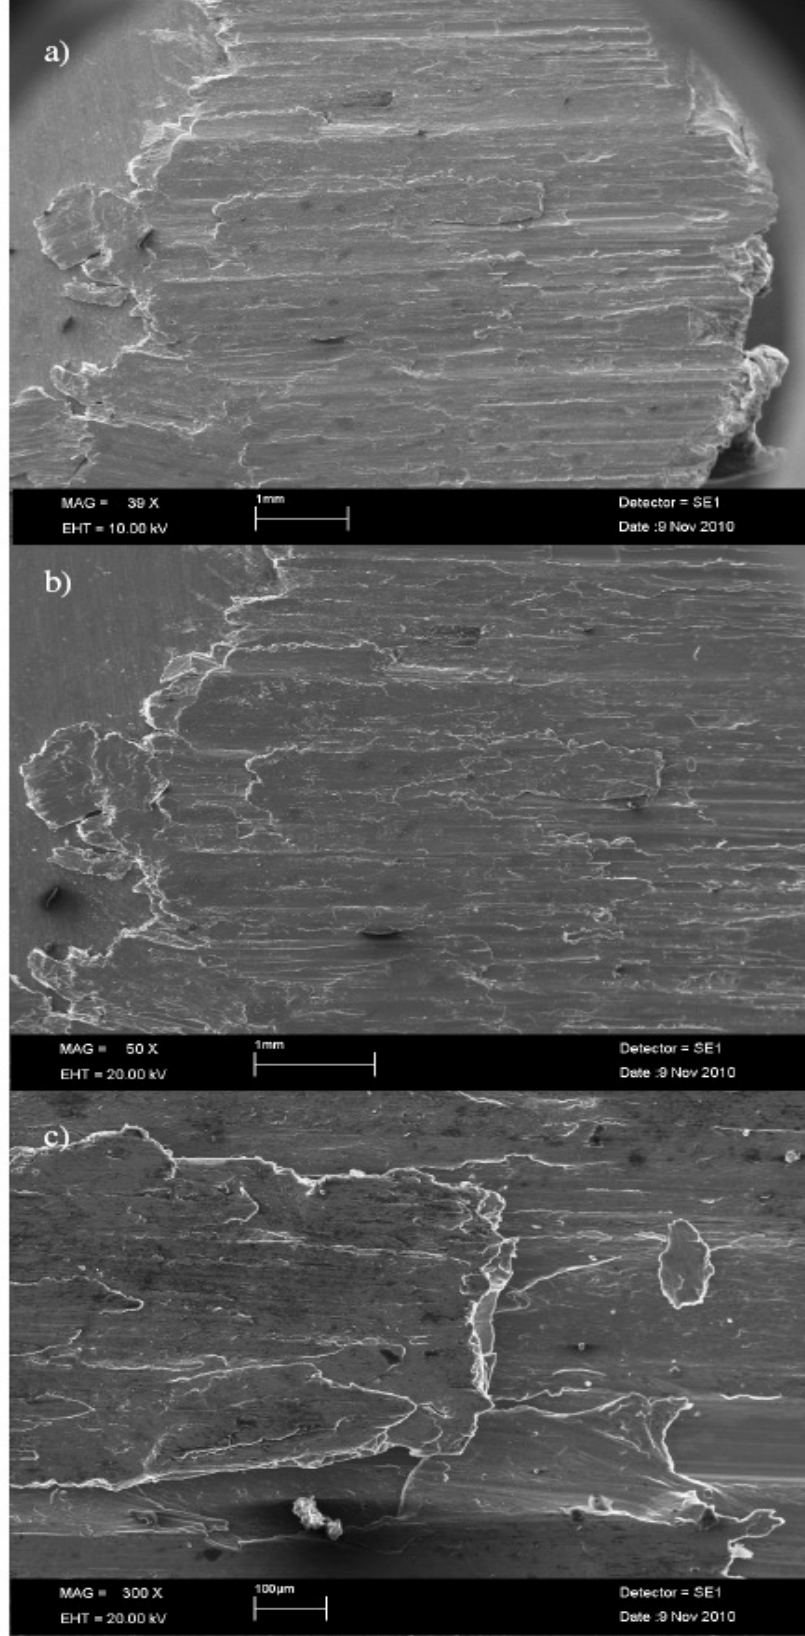 a)
MAG = 39 X
1mm
Detector = SE1
EHT = 10.00 kV
Date :9 Nov 2010
b)
MAG = 50 X
1mm
Detector = SE1
EHT = 20.00 kV
Date :9 Nov 2010
c)
MAG = 300 X
100µm
Detector = SE1
EHT = 20.00 kV
Date :9 Nov 2010